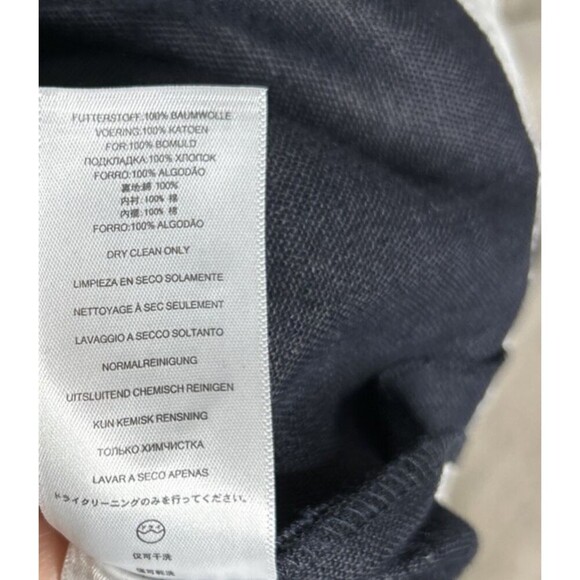 FUTTERSTOFF:100% BAUMWOLLE
VOERING:100% KATOEN
FOR:100% BOMULD
ПОДКЛАДКА:100% ХЛОПОК
FORRO:100% ALGODÃO
裏地綿 100%
内衬:100% 棉
內襯:100% 棉
FORRO:100% ALGODÃO
DRY CLEAN ONLY
LIMPIEZA EN SECO SOLAMENTE
NETTOYAGE À SEC SEULEMENT
LAVAGGIO A SECCO SOLTANTO
NORMALREINIGUNG
UITSLUITEND CHEMISCH REINIGEN
KUN KEMISK RENSNING
ТОЛЬКО ХИМЧИСТКА
LAVAR A SECO APENAS
ドライクリーニングのみを行ってください。
仅可干洗
僅可乾洗